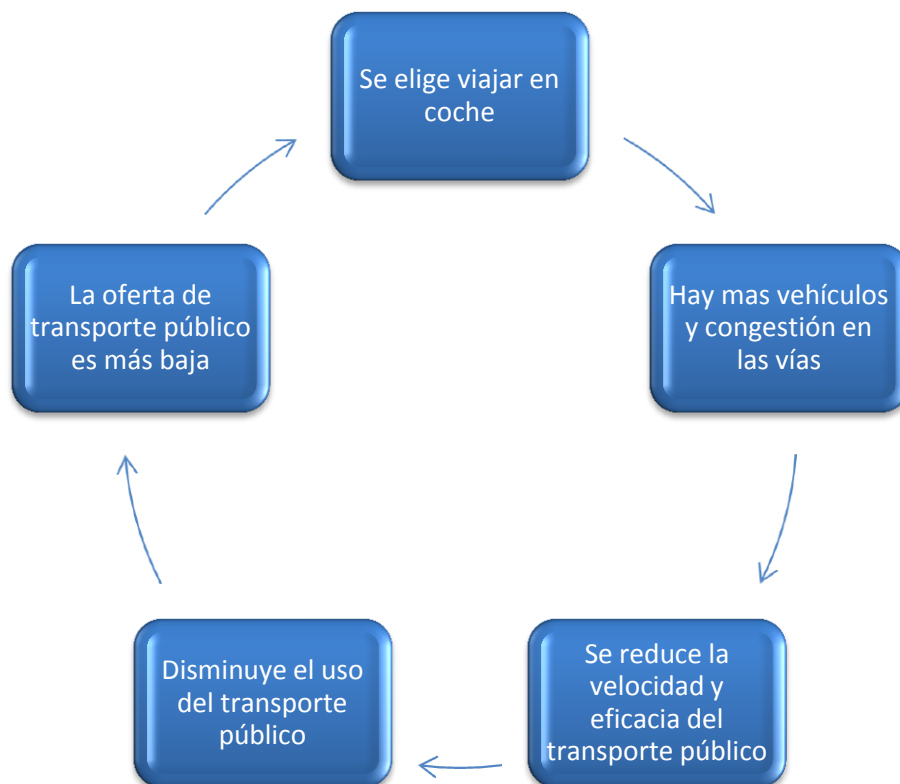 Se elige viajar en
coche
Hay mas vehículos
y congestión en
las vías
Se reduce la
velocidad y
eficacia del
transporte público
Disminuye el uso
del transporte
público
La oferta de
transporte público
es más baja